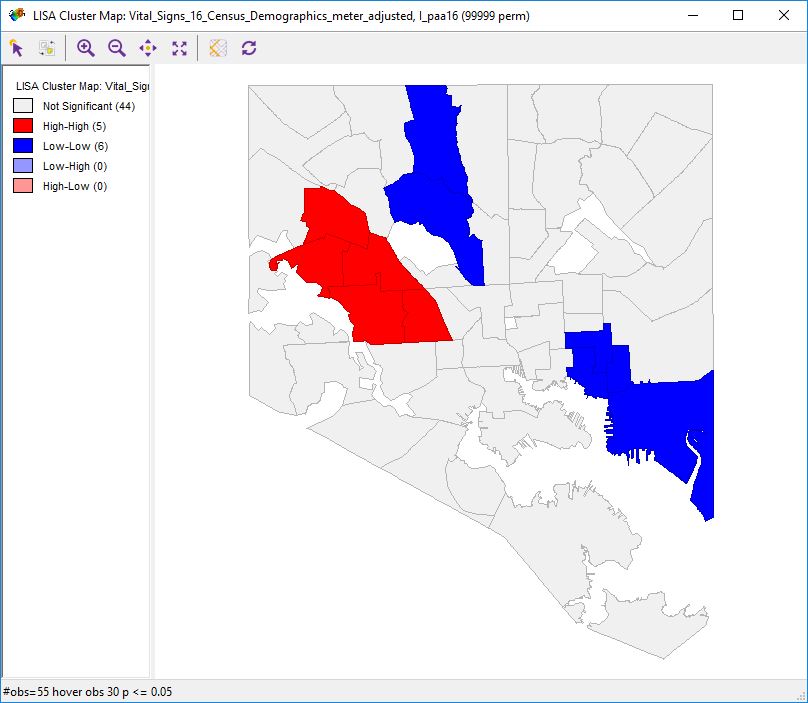 LISA Cluster Map: Vital_Signs_16_Census_Demographics_meter_adjusted, I_paa16 (99999 perm)
LISA Cluster Map: Vital_Sigr
Not Significant (44)
High-High (5)
Low-Low (6)
Low-High (0)
High-Low (0)
#obs=55 hover obs 30 p <= 0.05